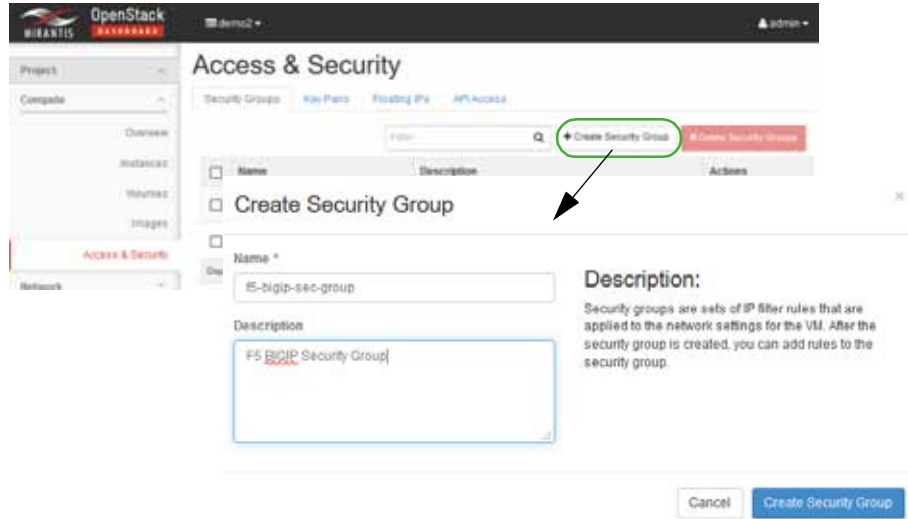 MIRANTIS
OpenStack
DASHBOARD
demo2
admin
Project
Compute
Overview
Instances
Volumes
Images
Access & Security
Network
Access & Security
Security Groups Key Pairs Floating IPs API Access
Filter
+ Create Security Group
Delete Security Groups
Name Description Actions
Create Security Group
×
Name *
f5-bigip-sec-group
Description
F5 BIGIP Security Group
Description:
Security groups are sets of IP filter rules that are
applied to the network settings for the VM. After the
security group is created, you can add rules to the
security group.
Cancel
Create Security Group